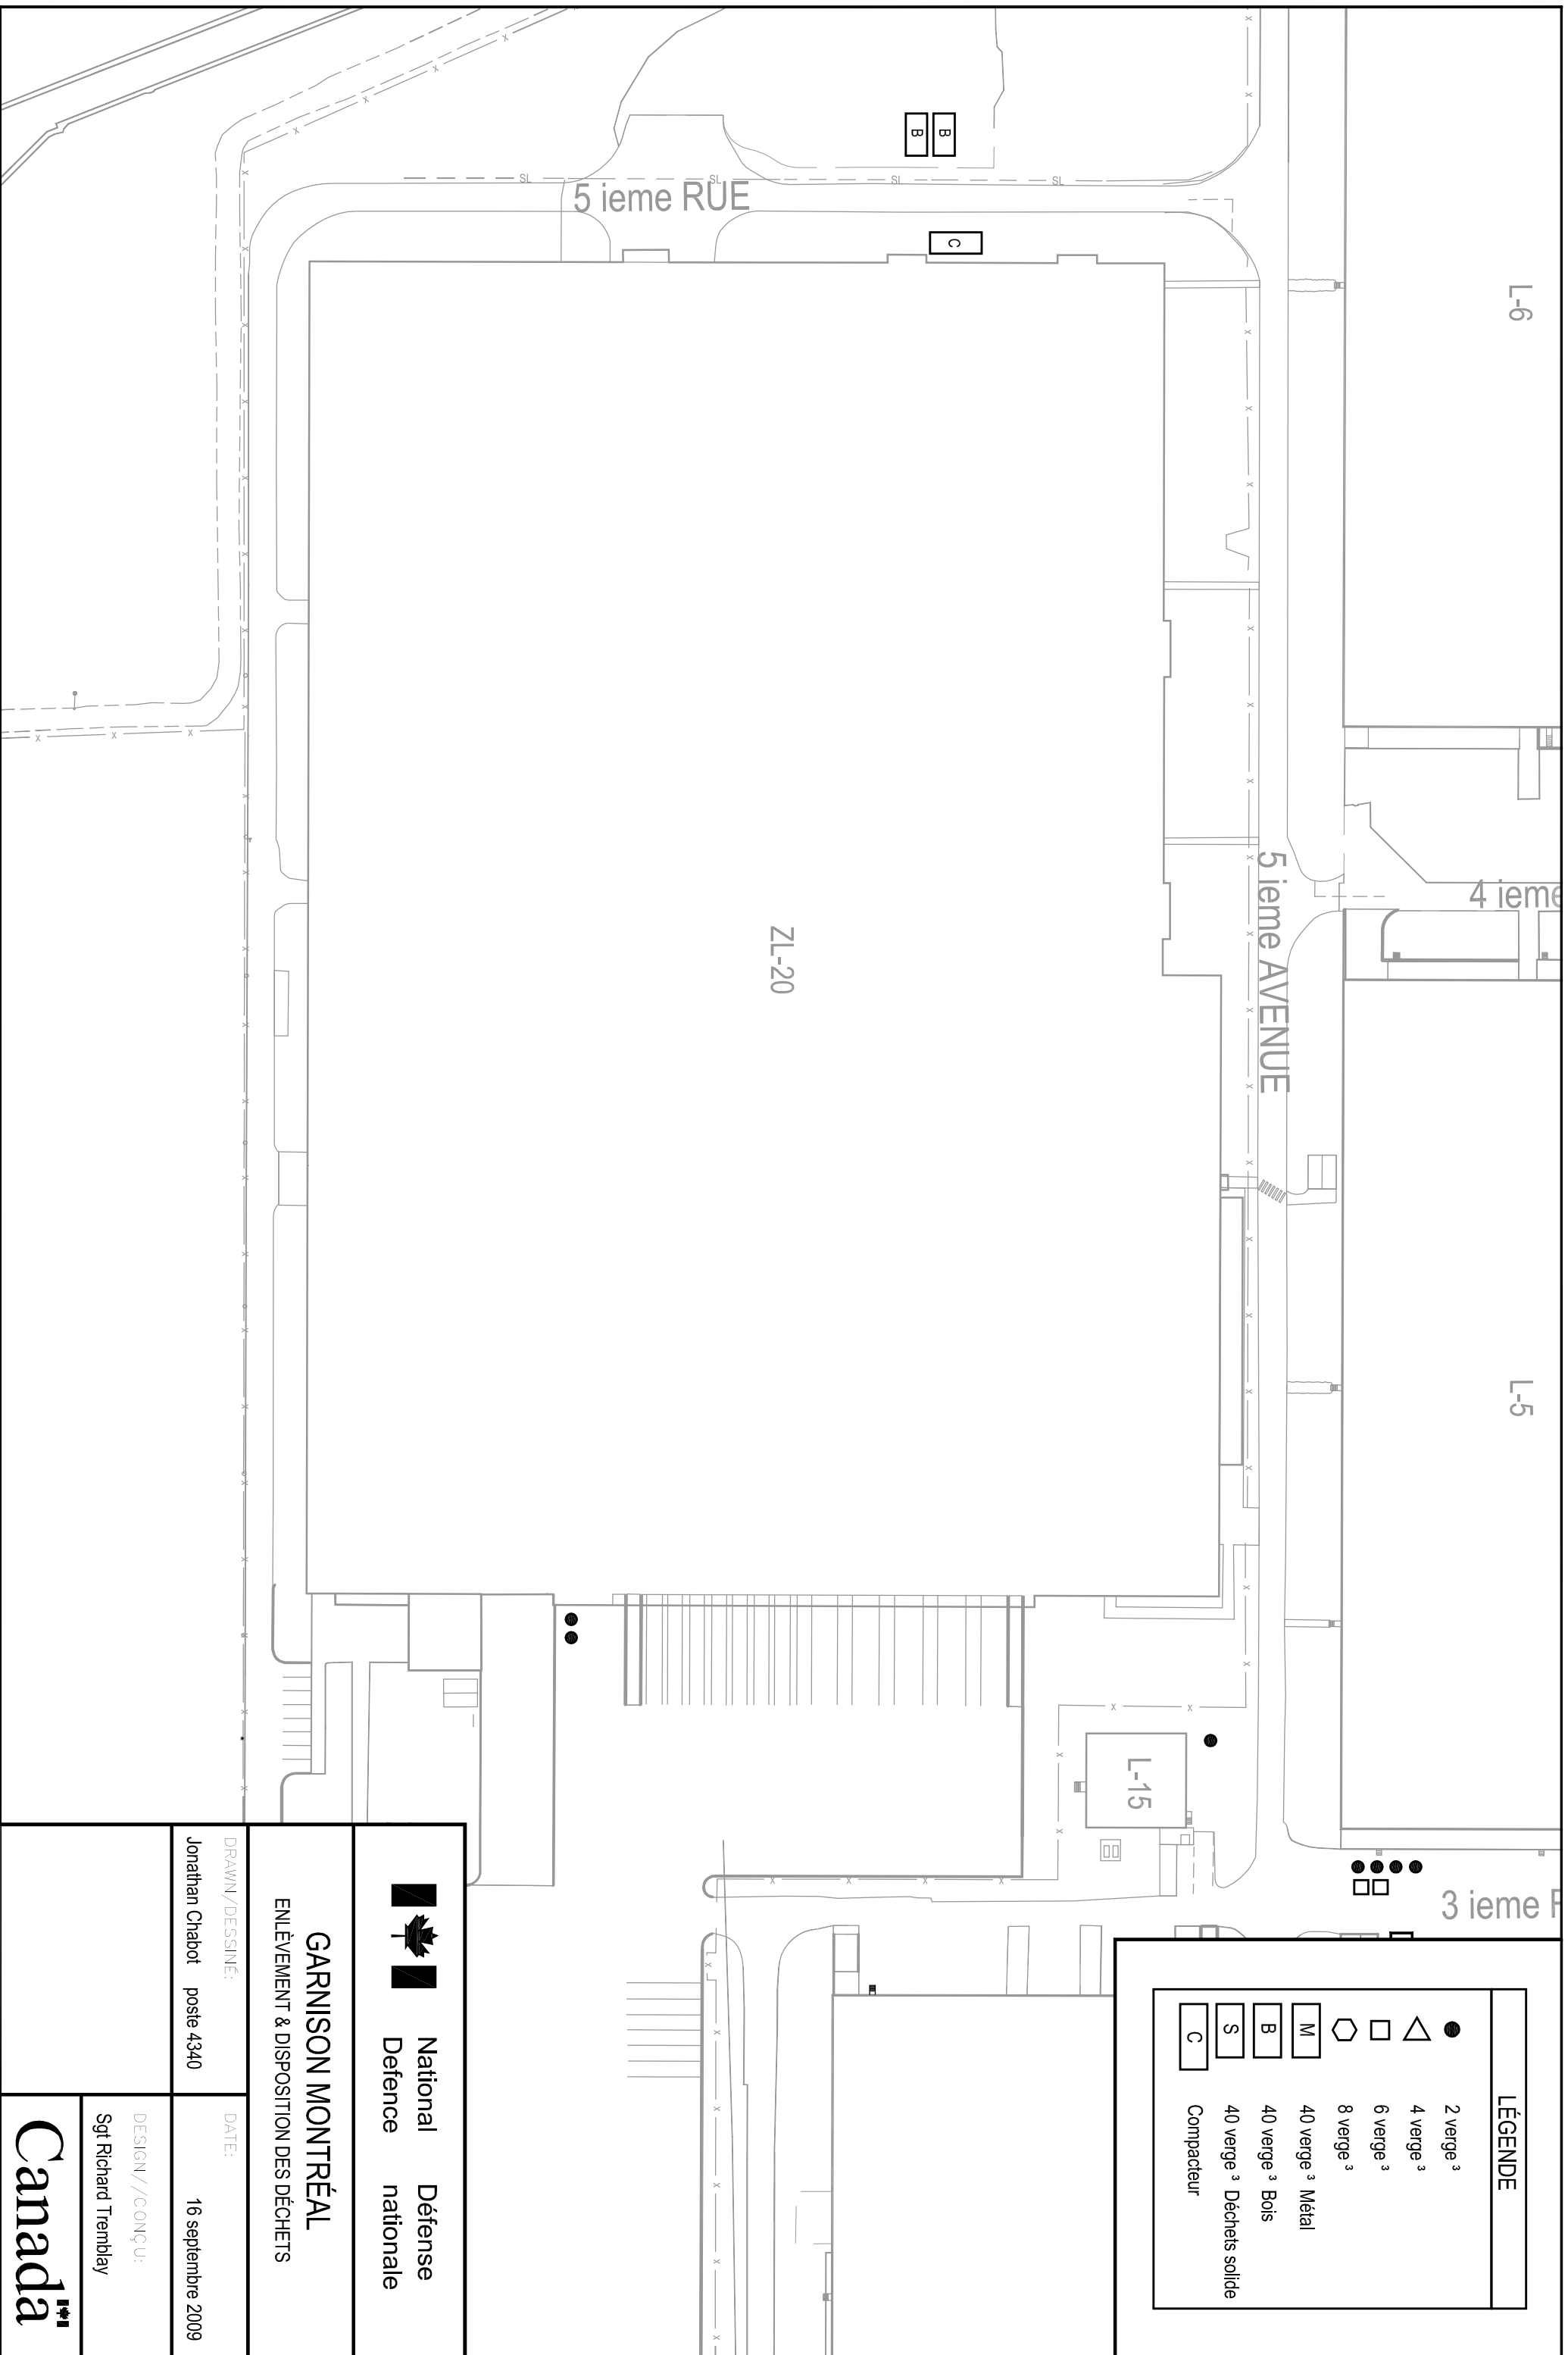 5 ieme RUE
SL
SL
SL
SL
B
B
C
L-6
5 ieme AVENUE
4 ieme
ZL-20
L-5
L-15
3 ieme
LÉGENDE
2 verge ³
4 verge ³
6 verge ³
8 verge ³
M 40 verge ³ Métal
B 40 verge ³ Bois
S 40 verge ³ Déchets solide
C Compacteur
National Défense
Defence nationale
GARNISON MONTRÉAL
ENLÈVEMENT & DISPOSITION DES DÉCHETS
DRAWN/DESSINÉ:
Jonathan Chabot poste 4340
DATE:
16 septembre 2009
DESIGN//CONÇU:
Sgt Richard Tremblay
Canada